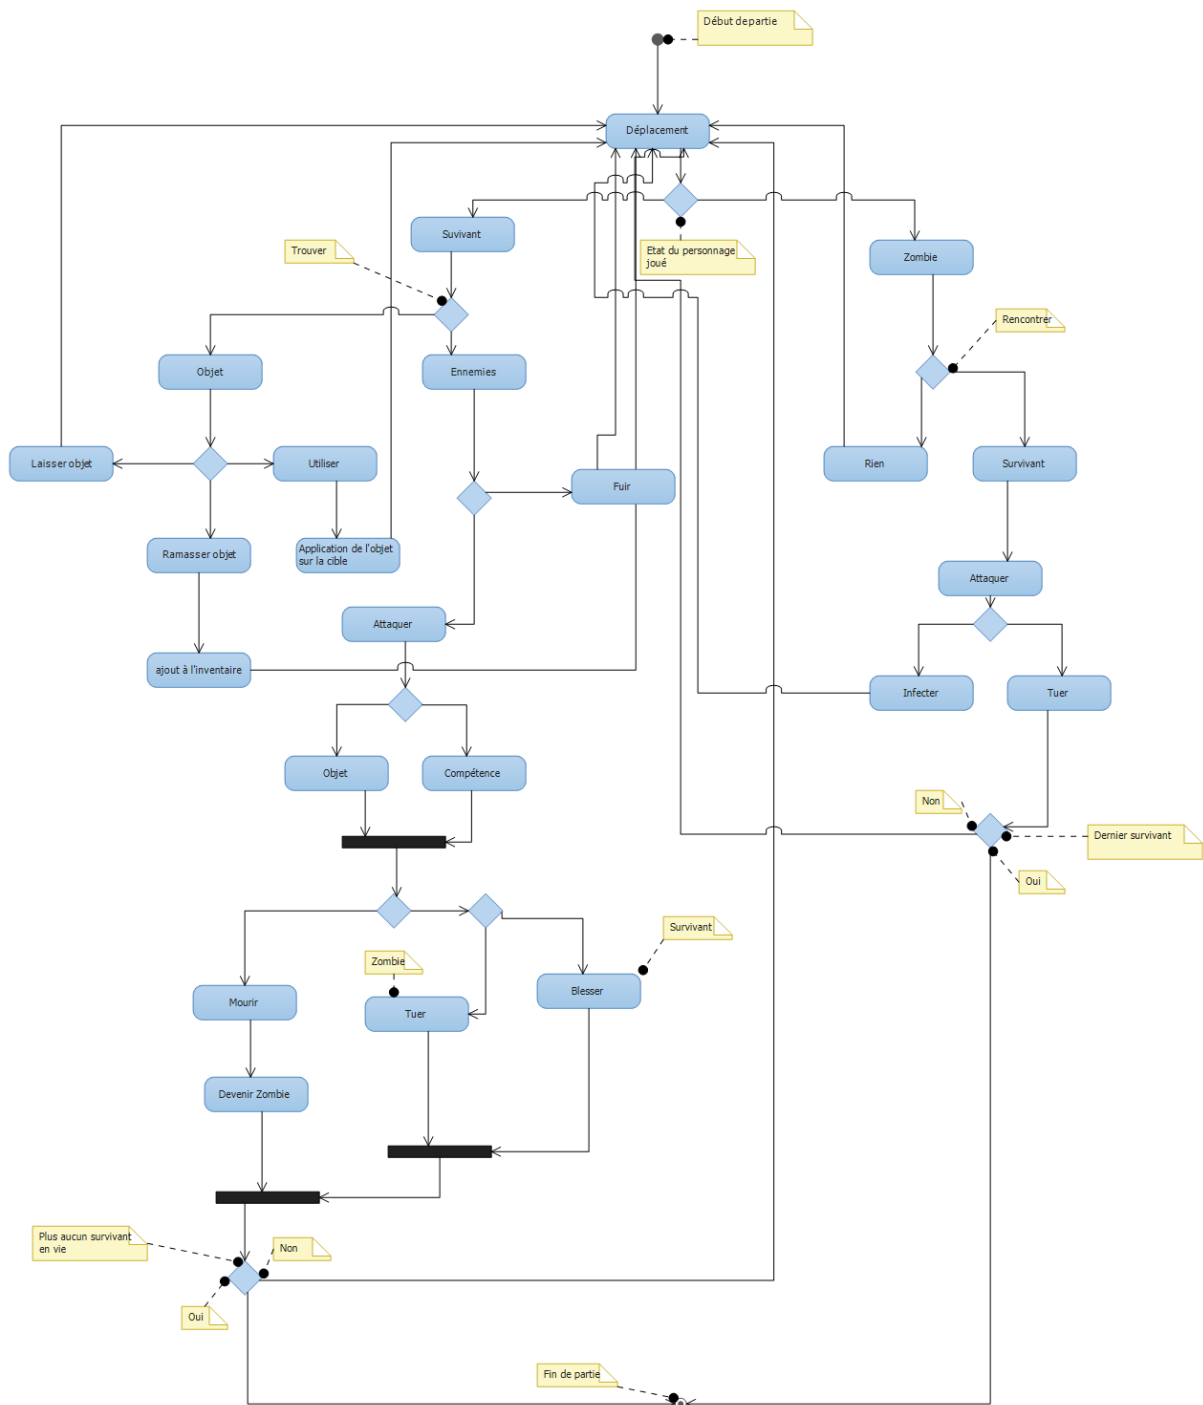 Début de partie
Déplacement
Suvivant
Trouver
Etat du personnage
joué
Zombie
Rencontrer
Objet
Ennemies
Laisser objet
Utiliser
Fuir
Rien
Survivant
Ramasser objet
Application de l'objet
sur la cible
Attaquer
Attaquer
ajout à l'inventaire
Infecter
Tuer
Objet
Compétence
Non
Dernier survivant
Oui
Survivant
Zombie
Blesser
Mourir
Tuer
Devenir Zombie
Plus aucun survivant
en vie
Non
Oui
Fin de partie